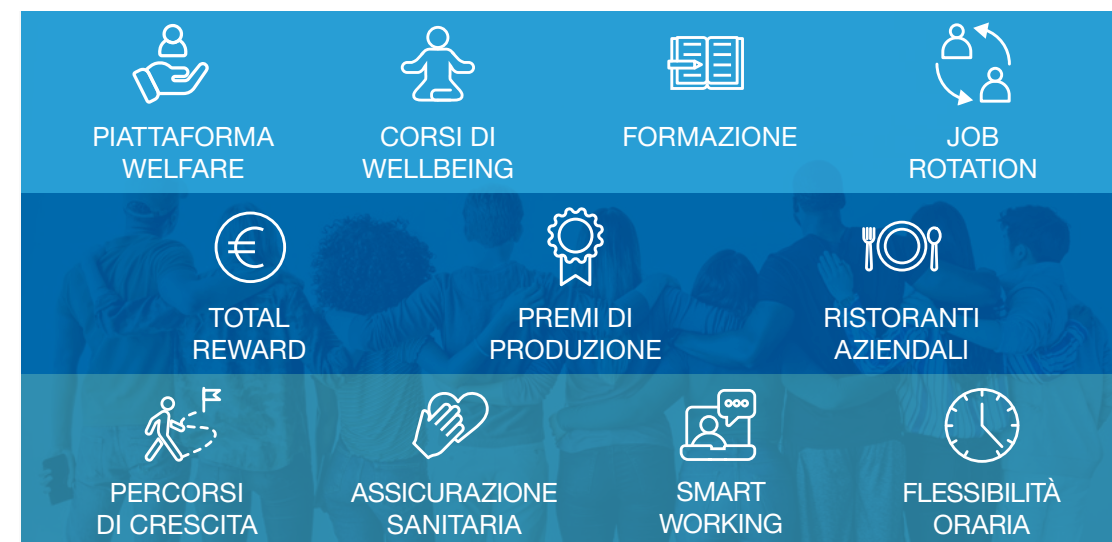 PIATTAFORMA
WELFARE
CORSI DI
WELLBEING
FORMAZIONE
JOB
ROTATION
€
TOTAL
REWARD
PREMI DI
PRODUZIONE
RISTORANTI
AZIENDALI
PERCORSI
DI CRESCITA
ASSICURAZIONE
SANITARIA
SMART
WORKING
FLESSIBILITÀ
ORARIA